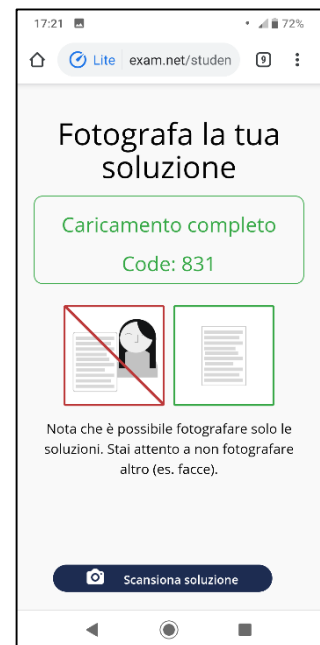 17:21 72%
Lite exam.net/studen 9
Fotografa la tua
soluzione
Caricamento completo
Code: 831
Nota che è possibile fotografare solo le
soluzioni. Stai attento a non fotografare
altro (es. facce).
Scansiona soluzione